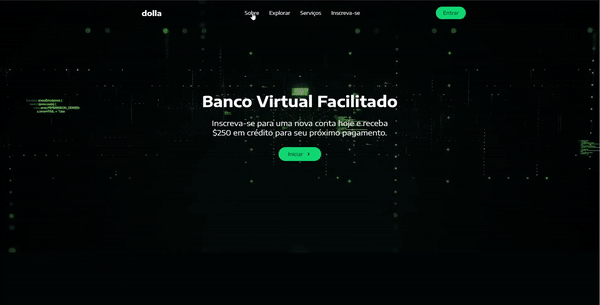 dolla
Sobre
Explorar
Serviços
Inscreva-se
Entrar
Banco Virtual Facilitado
Inscreva-se para uma nova conta hoje e receba
$250 em crédito para seu próximo pagamento.
Iniciar